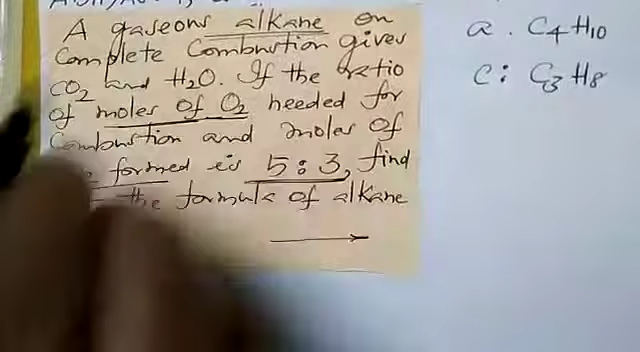 A gaseous alkane on
Complete Combustion gives
CO2 and H2O. If the ratio
of moles of O2 needed for
Combustion and moles of
formed is 5:3, find
the formula of alkane
a. C4H10
C: C3H8